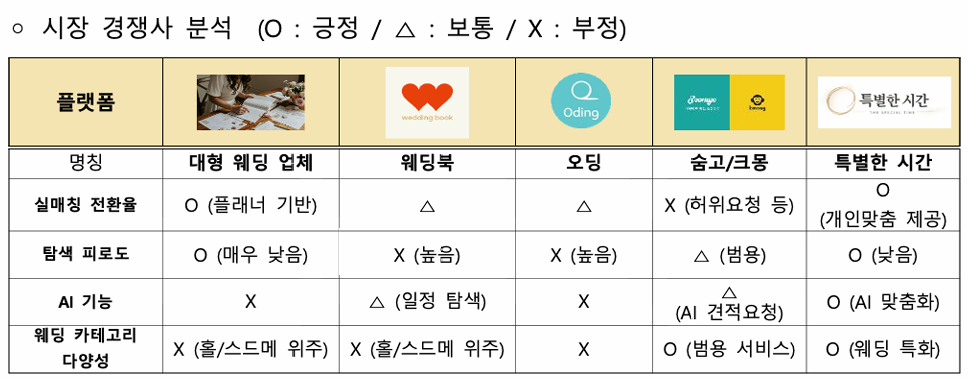 ○ 시장 경쟁사 분석 (O : 긍정 / △ : 보통 / X : 부정)
플랫폼 wedding book Oding Soomgo kmong 특별한 시간
THE SPECIAL TIME
명칭 대형 웨딩 업체 웨딩북 오딩 숨고/크몽 특별한 시간
실매칭 전환율 O (플래너 기반) △ △ X (허위요청 등) O
(개인맞춤 제공)
탐색 피로도 O (매우 낮음) X (높음) X (높음) △ (범용) O (낮음)
AI 기능 X △ (일정 탐색) X △
(AI 견적요청) O (AI 맞춤화)
웨딩 카테고리
다양성 X (홀/스드메 위주) X (홀/스드메 위주) X O (범용 서비스) O (웨딩 특화)